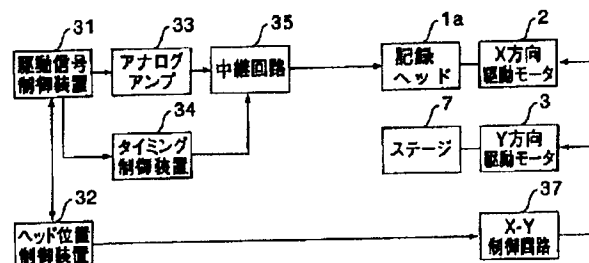 31
駆動信号
制御装置
33
アナログ
アンプ
35
中継回路
1a
記録
ヘッド
2
X方向
駆動モータ
34
タイミング
制御装置
7
ステージ
3
Y方向
駆動モータ
32
ヘッド位置
制御装置
37
X-Y
制御回路